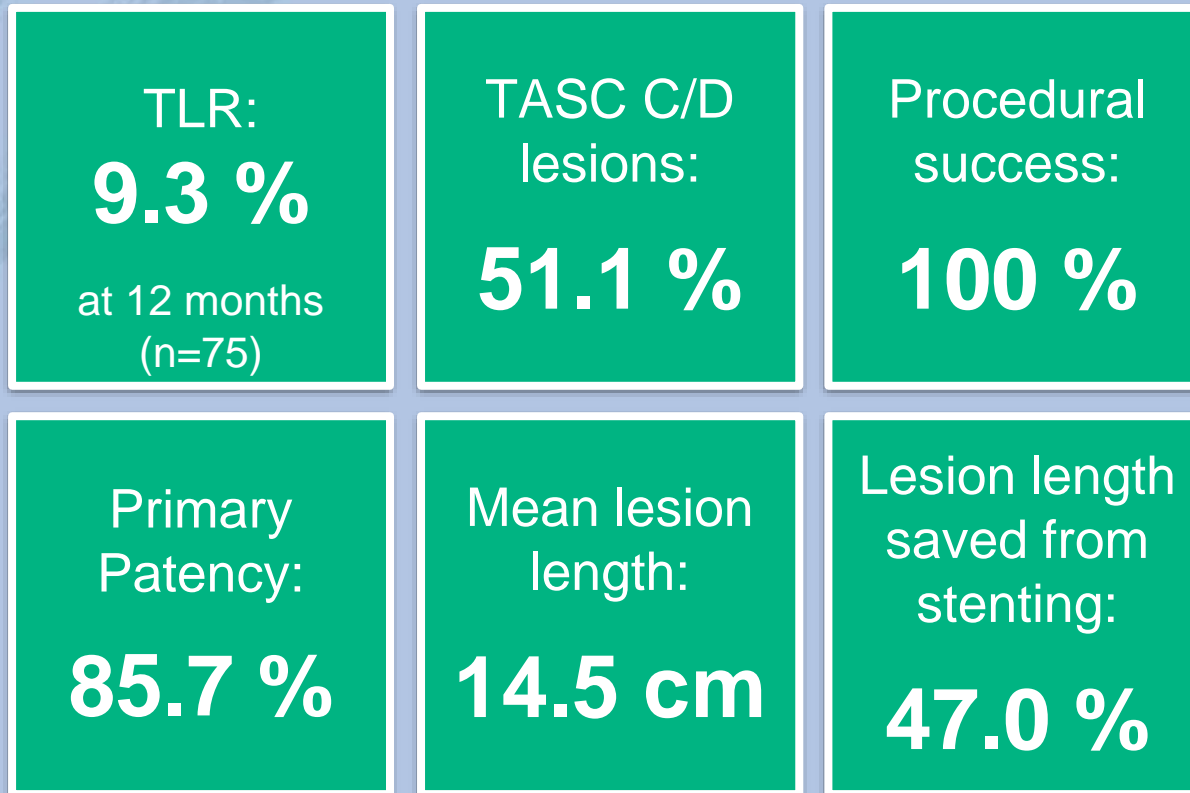 TLR:
9.3 %
at 12 months
(n=75)
TASC C/D
lesions:
51.1 %
Procedural
success:
100 %
Primary
Patency:
85.7 %
Mean lesion
length:
14.5 cm
Lesion length
saved from
stenting:
47.0 %